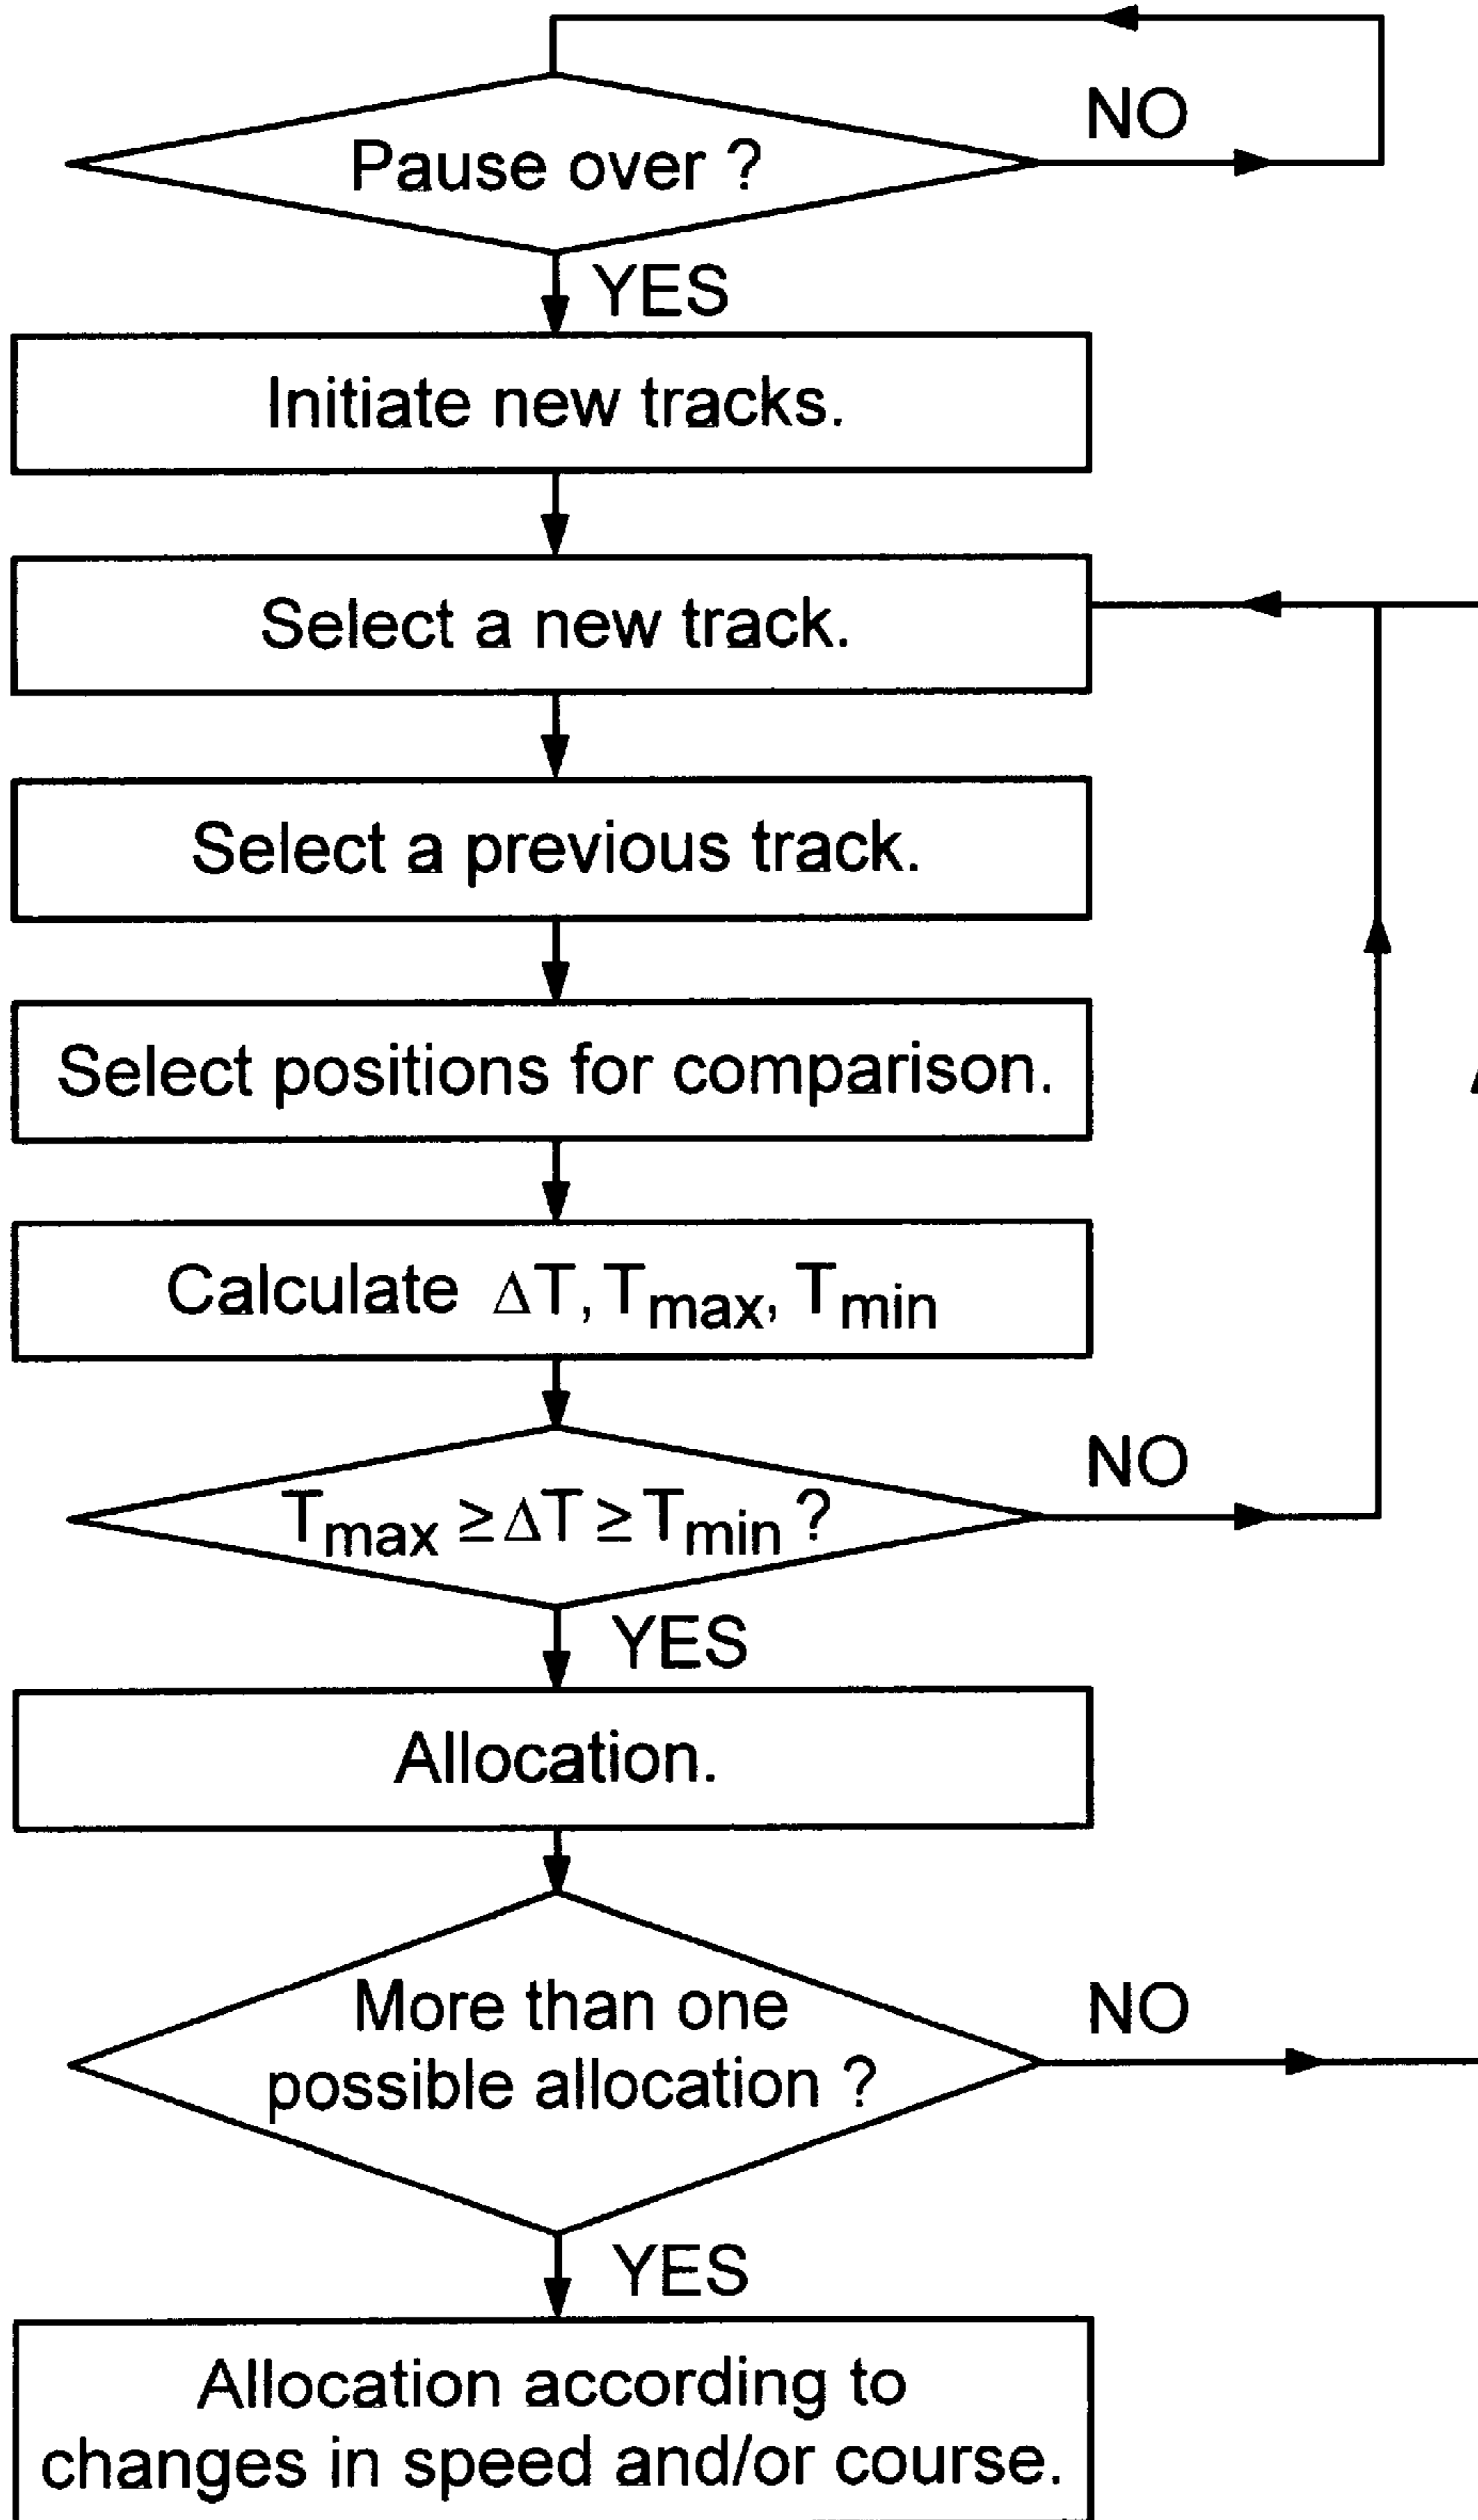 NO
Pause over ?
YES
Initiate new tracks.
Select a new track.
Select a previous track.
Select positions for comparison.
Calculate ΔT, Tmax, Tmin
NO
Tmax ≥ΔT ≥Tmin ?
YES
Allocation.
More than one
NO
possible allocation ?
YES
Allocation according to
changes in speed and/or course.